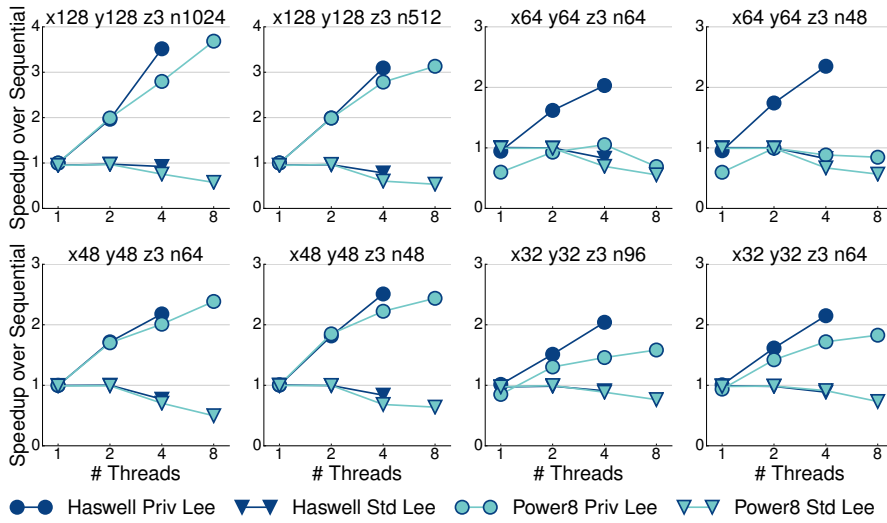 x128 y128 z3 n1024
x128 y128 z3 n512
x64 y64 z3 n64
x64 y64 z3 n48
Speedup over Sequential
4
3
2
1
0
1 2 4 8
4
3
2
1
0
1 2 4 8
3
2
1
0
1 2 4 8
3
2
1
0
1 2 4 8
x48 y48 z3 n64
x48 y48 z3 n48
x32 y32 z3 n96
x32 y32 z3 n64
Speedup over Sequential
3
2
1
0
1 2 4 8
# Threads
3
2
1
0
1 2 4 8
# Threads
3
2
1
0
1 2 4 8
# Threads
3
2
1
0
1 2 4 8
# Threads
Haswell Priv Lee Haswell Std Lee Power8 Priv Lee Power8 Std Lee